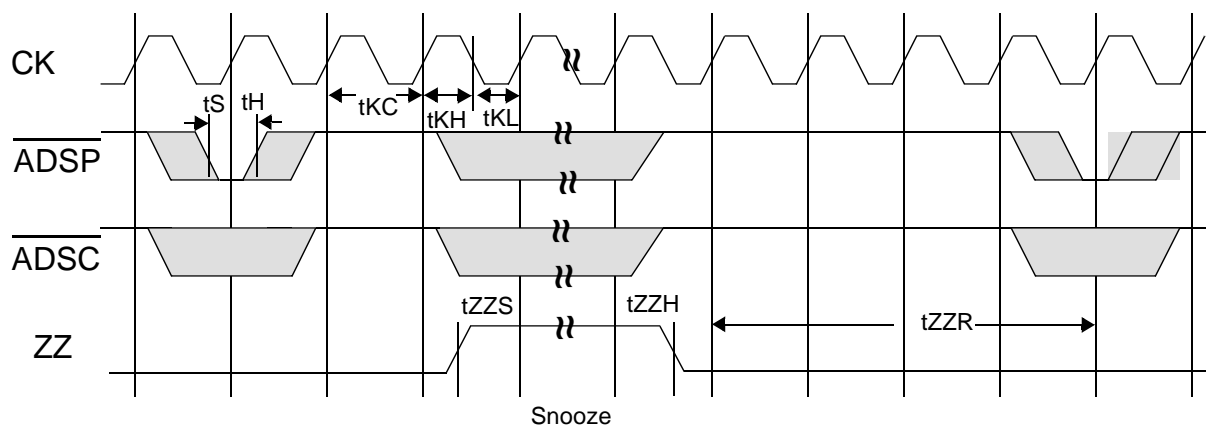 CK
tS tH tKC tKH tKL
ADSP
ADSC
tZZS tZZH tZZR
ZZ
Snooze